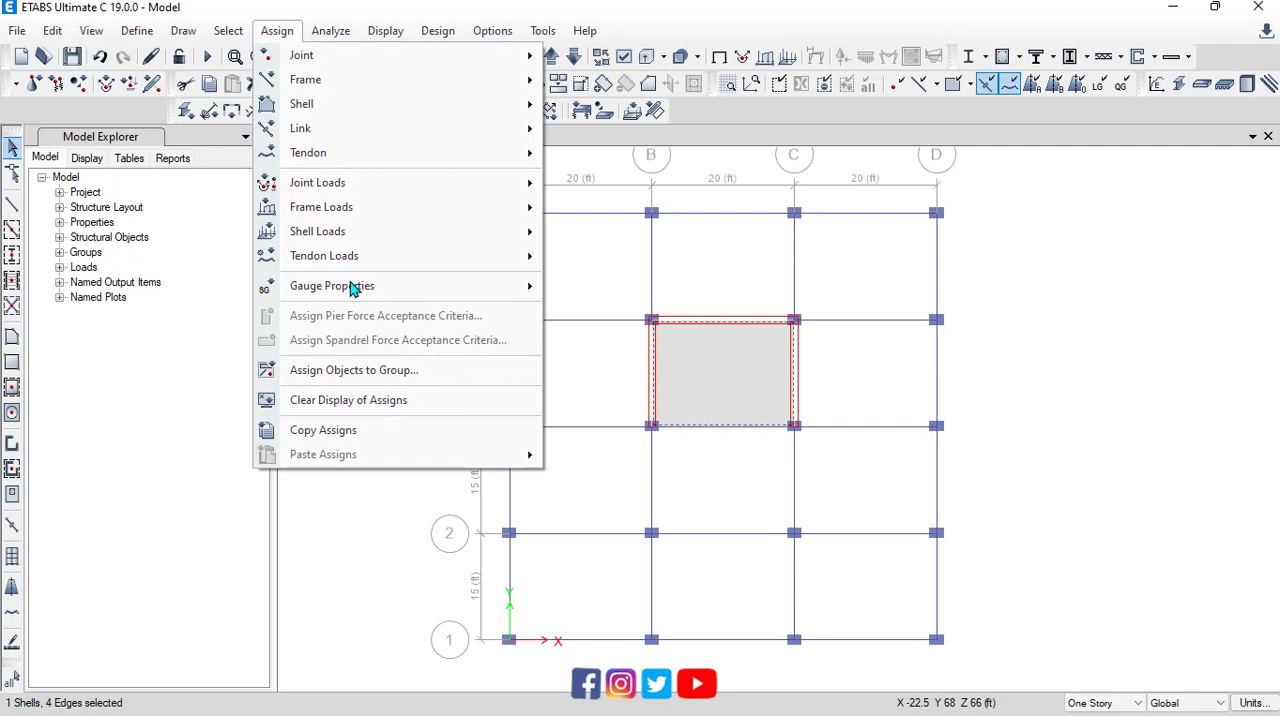 ETABS Ultimate C 19.0.0 - Model
File Edit View Define Draw Select Assign Analyze Display Design Options Tools Help
all
LG QG
Model Explorer
Model Display Tables Reports
Model
Project
Structure Layout
Properties
Structural Objects
Groups
Loads
Named Output Items
Named Plots
Joint
Frame
Shell
Link
Tendon
Joint Loads
Frame Loads
Shell Loads
Tendon Loads
SG Gauge Properties
Assign Pier Force Acceptance Criteria...
Assign Spandrel Force Acceptance Criteria...
Assign Objects to Group...
Clear Display of Assigns
Copy Assigns
Paste Assigns
B C D
20 (ft) 20 (ft) 20 (ft)
15 (ft)
2
15 (ft)
Y
1
X
all
1 Shells, 4 Edges selected
X -22.5 Y 68 Z 66 (ft)
One Story Global Units...